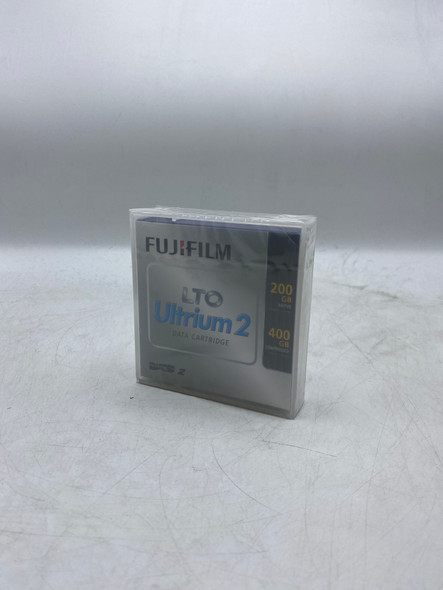 FUJIFILM
LTO
Ultrium 2
DATA CARTRIDGE
200
GB
400
GB